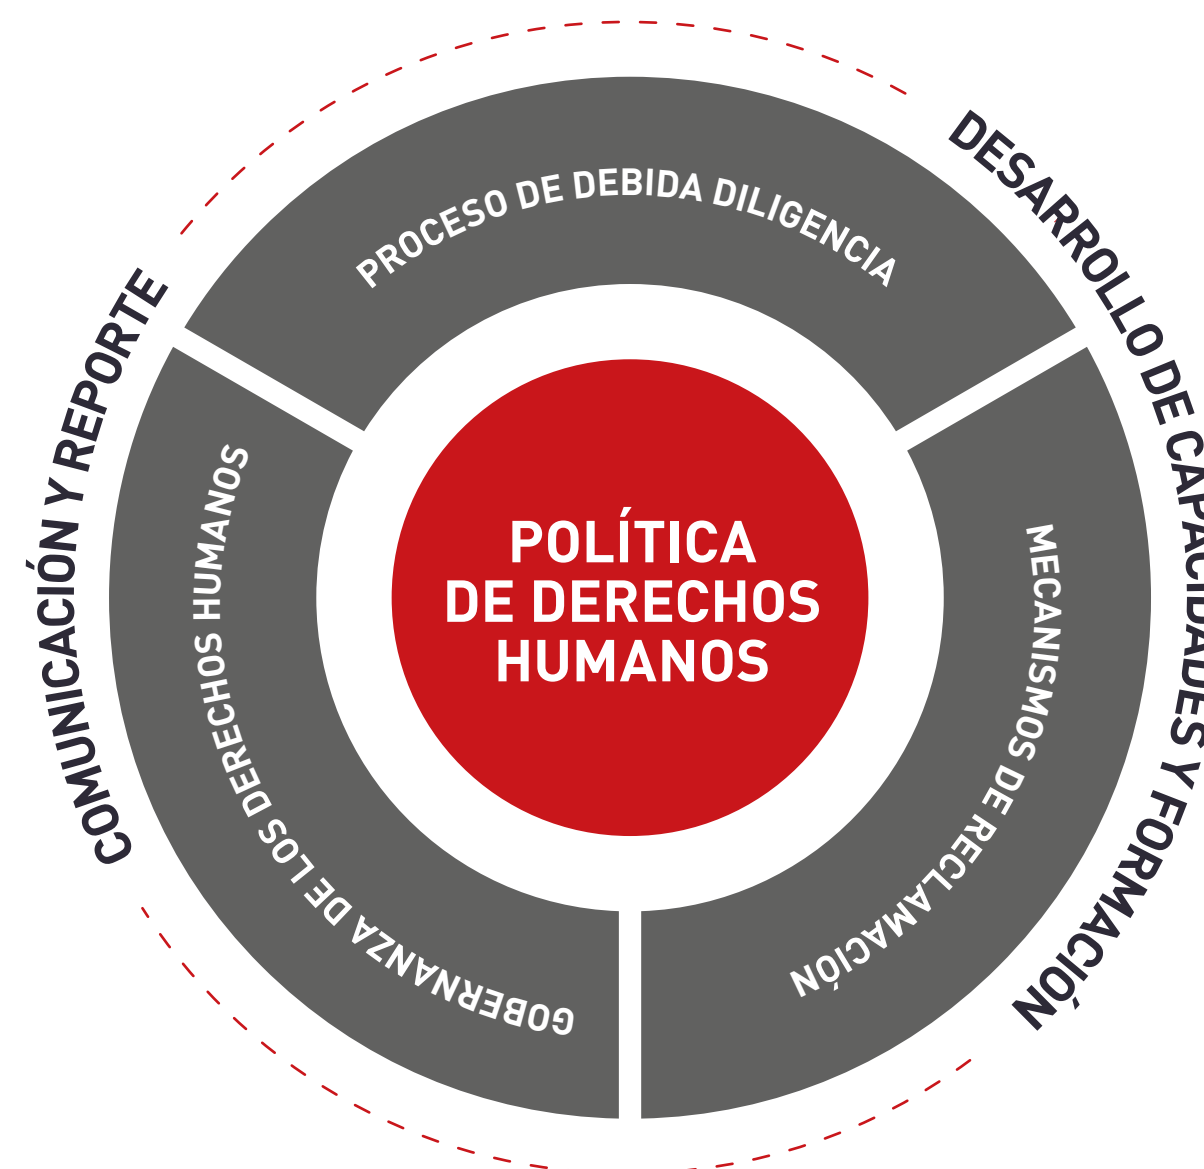 PROCESO DE DEBIDA DILIGENCIA
DESARROLLO DE CAPACIDADES Y FORMACIÓN
COMUNICACIÓN Y REPORTE
GOBERNANZA DE LOS DERECHOS HUMANOS
MECANISMOS DE RECLAMACIÓN
POLÍTICA
DE DERECHOS
HUMANOS